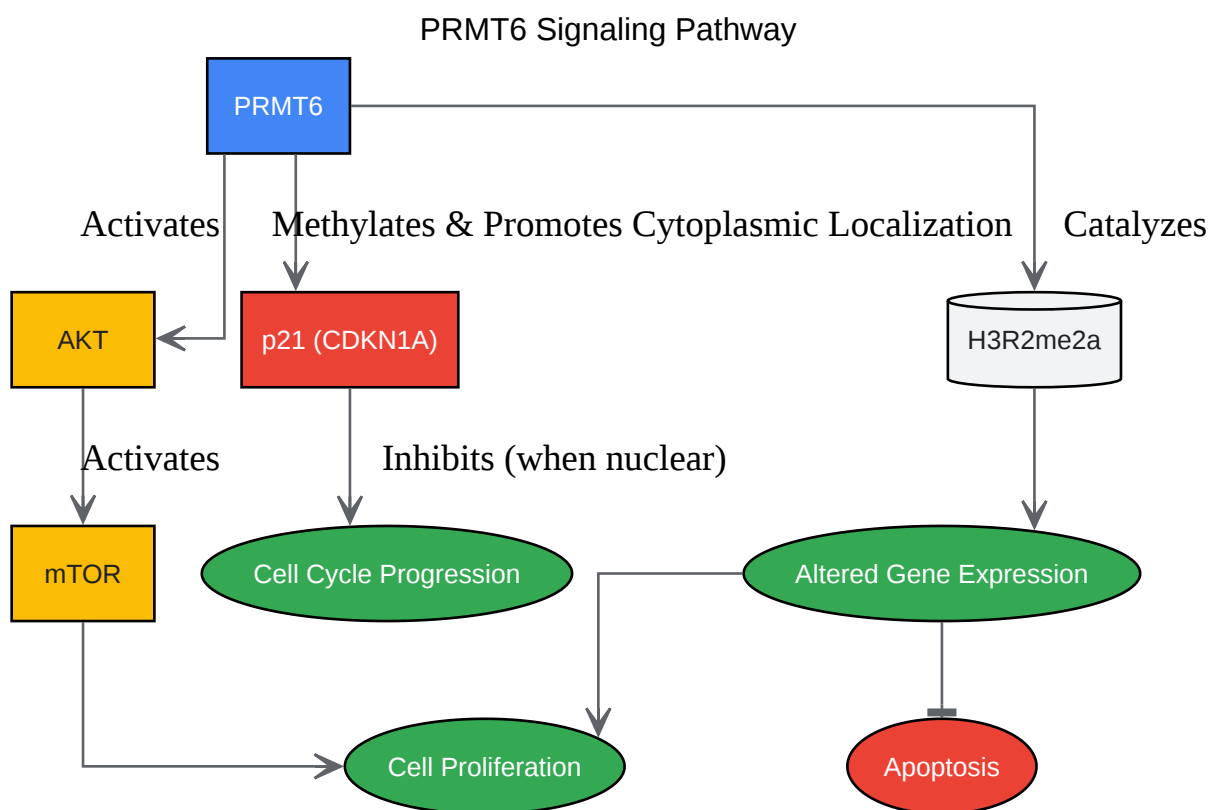 PRMT6 Signaling Pathway
PRMT6
Activates
Methylates & Promotes Cytoplasmic Localization
Catalyzes
AKT
p21 (CDKN1A)
H3R2me2a
Activates
Inhibits (when nuclear)
mTOR
Cell Cycle Progression
Altered Gene Expression
Cell Proliferation
Apoptosis